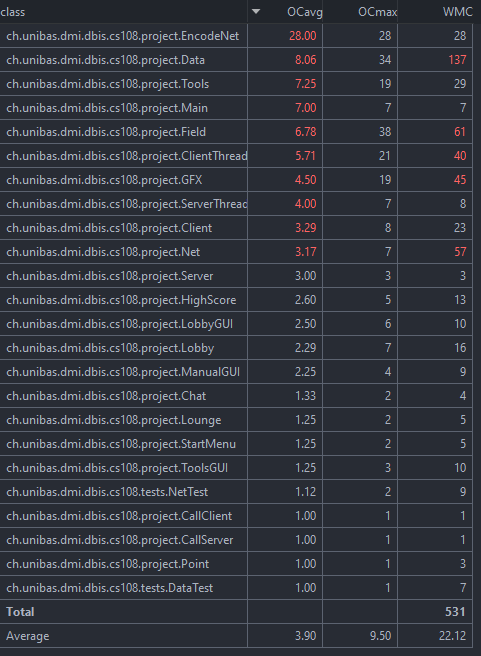 class OCavg OCmax WMC
ch.unibas.dmi.dbis.cs108.project.EncodeNet 28.00 28 28
ch.unibas.dmi.dbis.cs108.project.Data 8.06 34 137
ch.unibas.dmi.dbis.cs108.project.Tools 7.25 19 29
ch.unibas.dmi.dbis.cs108.project.Main 7.00 7 7
ch.unibas.dmi.dbis.cs108.project.Field 6.78 38 61
ch.unibas.dmi.dbis.cs108.project.ClientThread 5.71 21 40
ch.unibas.dmi.dbis.cs108.project.GFX 4.50 19 45
ch.unibas.dmi.dbis.cs108.project.ServerThread 4.00 7 8
ch.unibas.dmi.dbis.cs108.project.Client 3.29 8 23
ch.unibas.dmi.dbis.cs108.project.Net 3.17 7 57
ch.unibas.dmi.dbis.cs108.project.Server 3.00 3 3
ch.unibas.dmi.dbis.cs108.project.HighScore 2.60 5 13
ch.unibas.dmi.dbis.cs108.project.LobbyGUI 2.50 6 10
ch.unibas.dmi.dbis.cs108.project.Lobby 2.29 7 16
ch.unibas.dmi.dbis.cs108.project.ManualGUI 2.25 4 9
ch.unibas.dmi.dbis.cs108.project.Chat 1.33 2 4
ch.unibas.dmi.dbis.cs108.project.Lounge 1.25 2 5
ch.unibas.dmi.dbis.cs108.project.StartMenu 1.25 2 5
ch.unibas.dmi.dbis.cs108.project.ToolsGUI 1.25 3 10
ch.unibas.dmi.dbis.cs108.tests.NetTest 1.12 2 9
ch.unibas.dmi.dbis.cs108.project.CallClient 1.00 1 1
ch.unibas.dmi.dbis.cs108.project.CallServer 1.00 1 1
ch.unibas.dmi.dbis.cs108.project.Point 1.00 1 3
ch.unibas.dmi.dbis.cs108.tests.DataTest 1.00 1 7
Total 531
Average 3.90 9.50 22.12